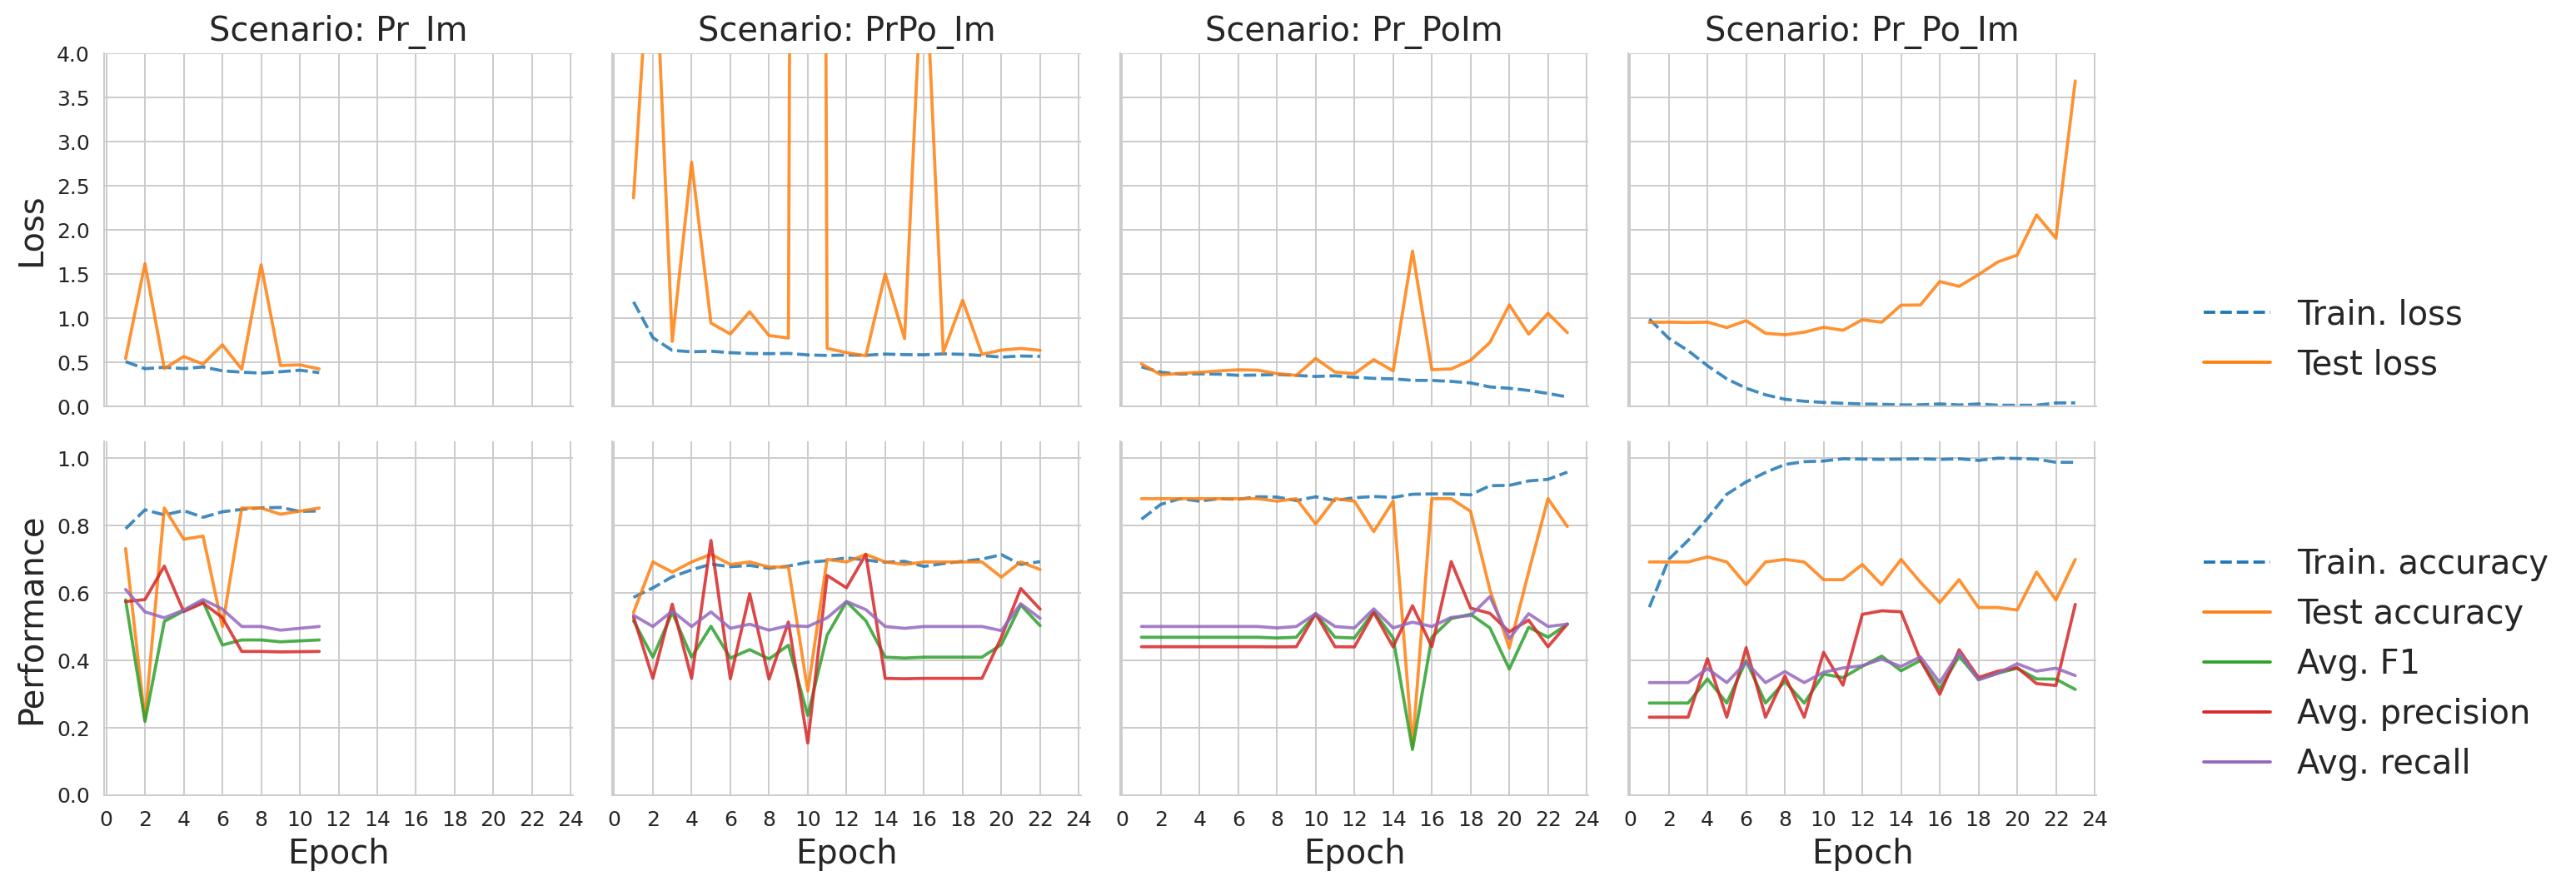 Scenario: Pr_Im
Scenario: PrPo_Im
Scenario: Pr_PoIm
Scenario: Pr_Po_Im
Loss
4.0
3.5
3.0
2.5
2.0
1.5
1.0
0.5
0.0
Train. loss
Test loss
Performance
1.0
0.8
0.6
0.4
0.2
0.0
Train. accuracy
Test accuracy
Avg. F1
Avg. precision
Avg. recall
0 2 4 6 8 10 12 14 16 18 20 22 24
0 2 4 6 8 10 12 14 16 18 20 22 24
0 2 4 6 8 10 12 14 16 18 20 22 24
0 2 4 6 8 10 12 14 16 18 20 22 24
Epoch
Epoch
Epoch
Epoch